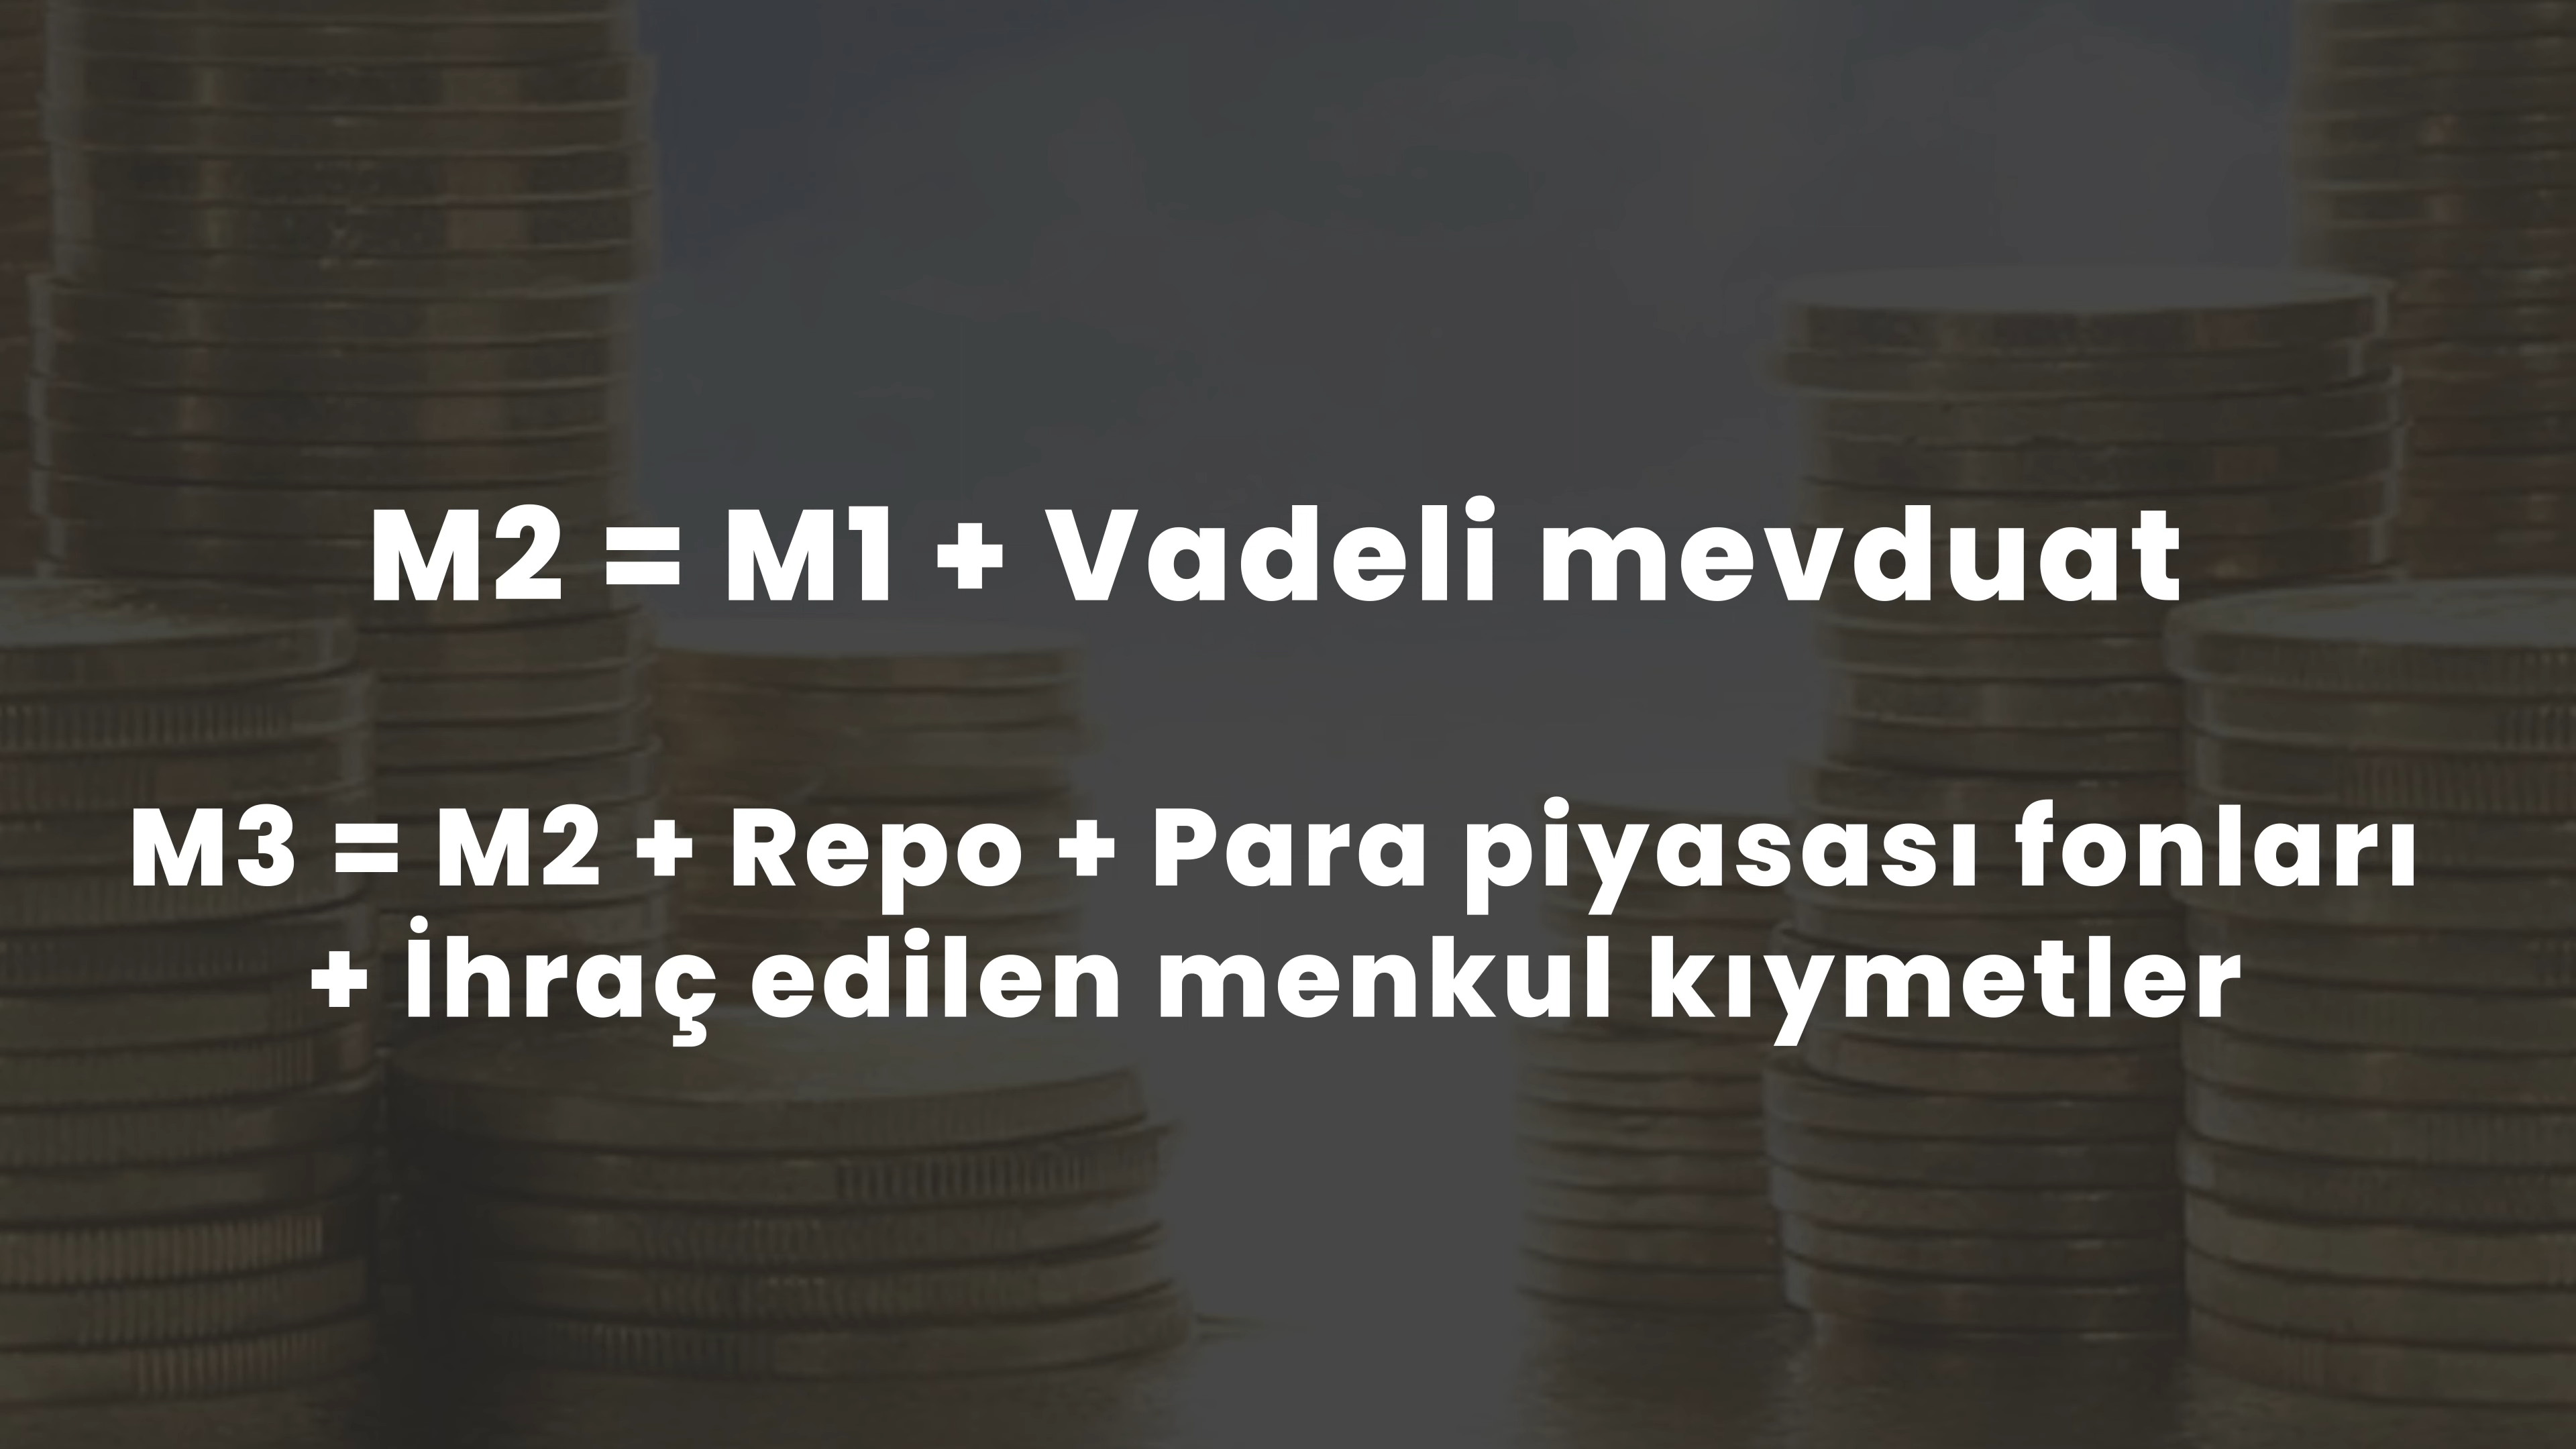 M2 = M1 + Vadeli mevduat
M3 = M2 + Repo + Para piyasası fonları
+ İhraç edilen menkul kıymetler